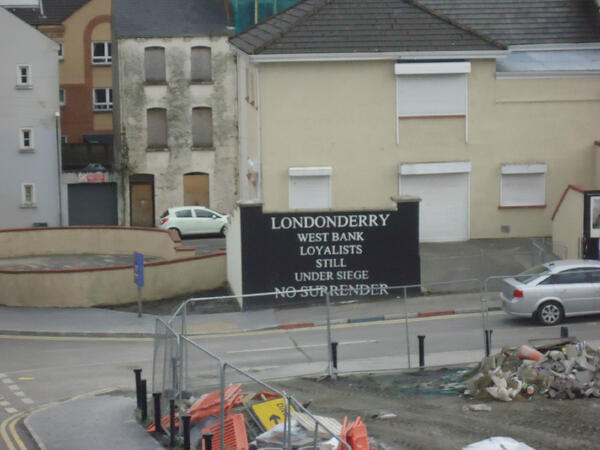 LONDONDERRY
WEST BANK
LOYALISTS
STILL
UNDER SIEGE
NO SURRENDER